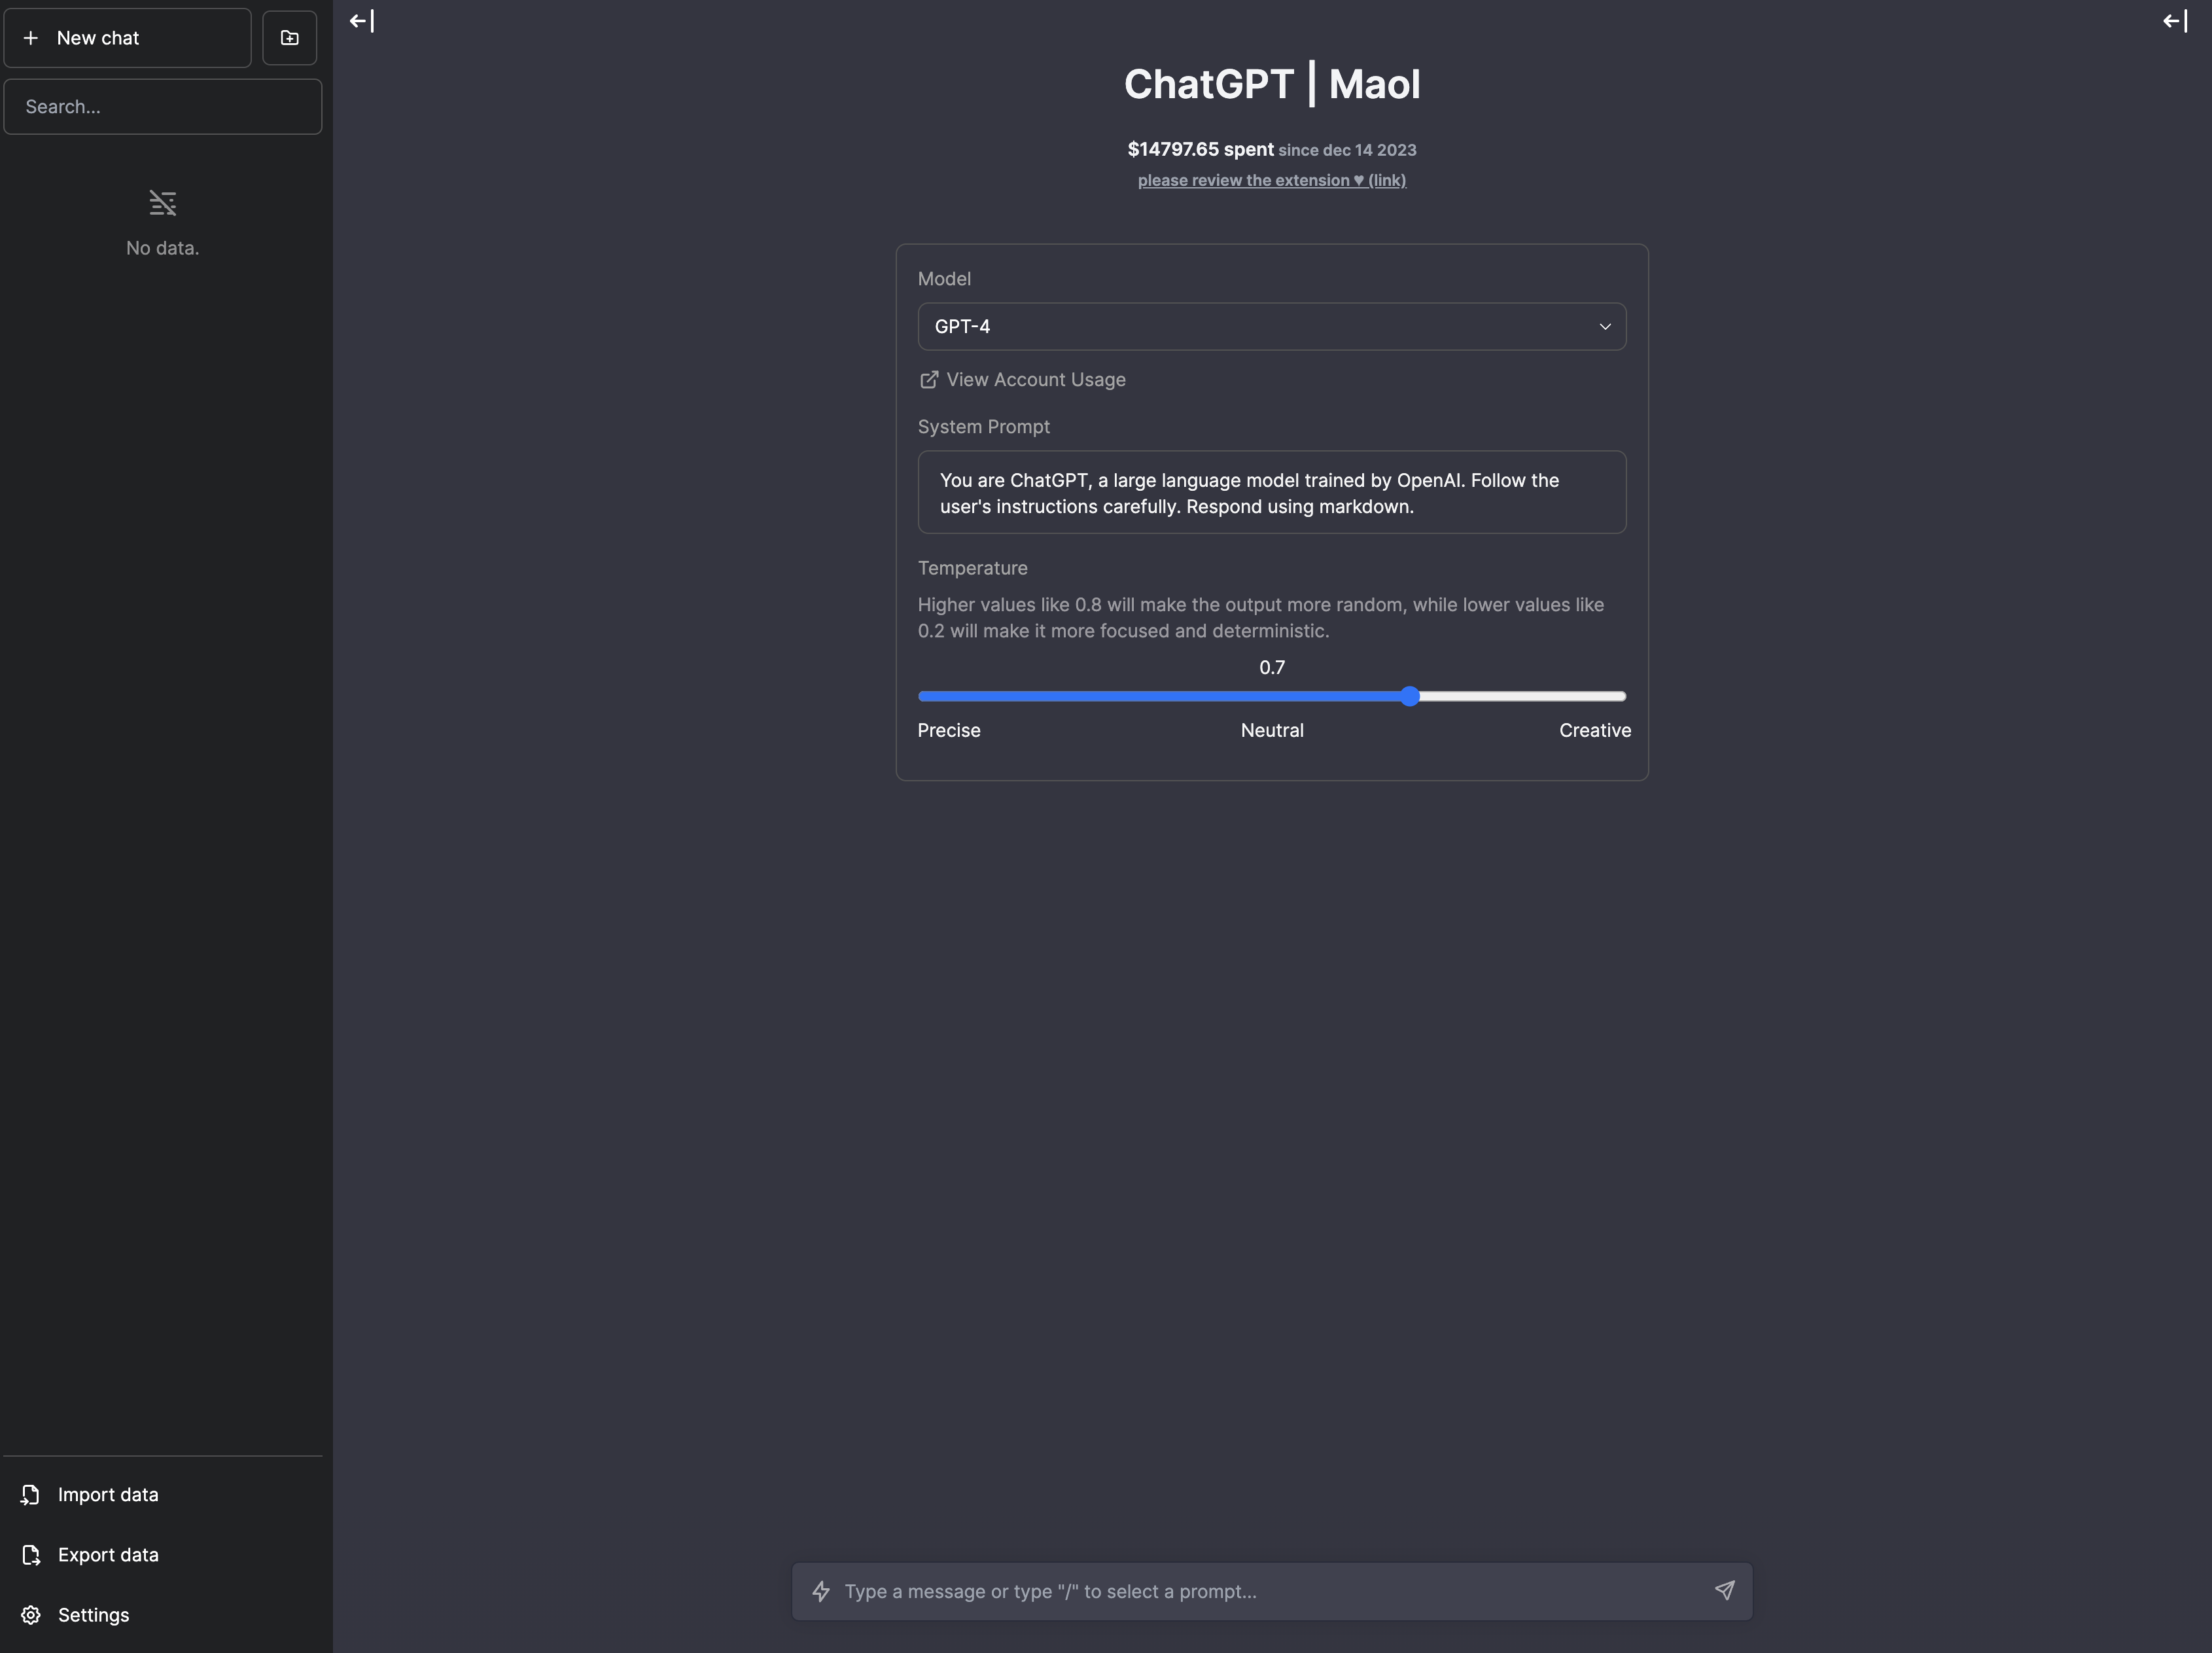 New chat
Search...
No data.
Import data
Export data
Settings
ChatGPT | Maol
$14797.65 spent since dec 14 2023
please review the extension ♥ (link)
Model
GPT-4
View Account Usage
System Prompt
You are ChatGPT, a large language model trained by OpenAI. Follow the
user's instructions carefully. Respond using markdown.
Temperature
Higher values like 0.8 will make the output more random, while lower values like
0.2 will make it more focused and deterministic.
0.7
Precise Neutral Creative
Type a message or type "/" to select a prompt...